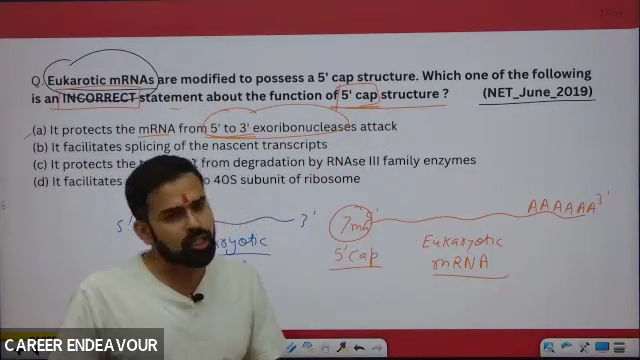 Q. Eukarotic mRNAs are modified to possess a 5' cap structure. Which one of the following
is an INCORRECT statement about the function of 5' cap structure ? (NET_June_2019)
(a) It protects the mRNA from 5' to 3' exoribonucleases attack
(b) It facilitates splicing of the nascent transcripts
(c) It protects the from degradation by RNAse III family enzymes
(d) It facilitates 40S subunit of ribosome
AAAAAA 3'
5' 3' 7mG
5' Cap Eukaryotic
mRNA
CAREER ENDEAVOUR